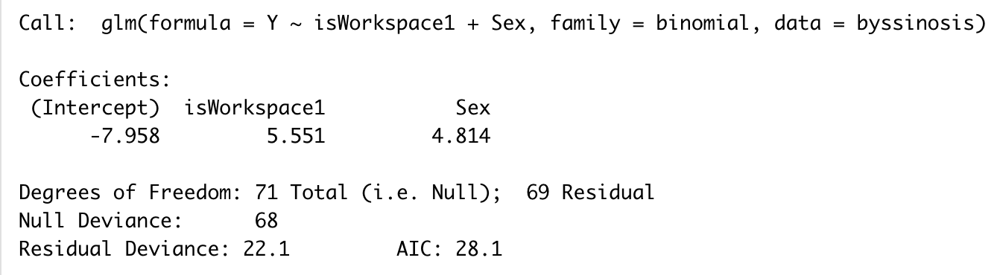 Call:  glm(formula = Y ~ isWorkspace1 + Sex, family = binomial, data = byssinosis)
Coefficients:
 (Intercept)  isWorkspace1           Sex
      -7.958         5.551         4.814
Degrees of Freedom: 71 Total (i.e. Null);  69 Residual
Null Deviance:      68
Residual Deviance: 22.1         AIC: 28.1